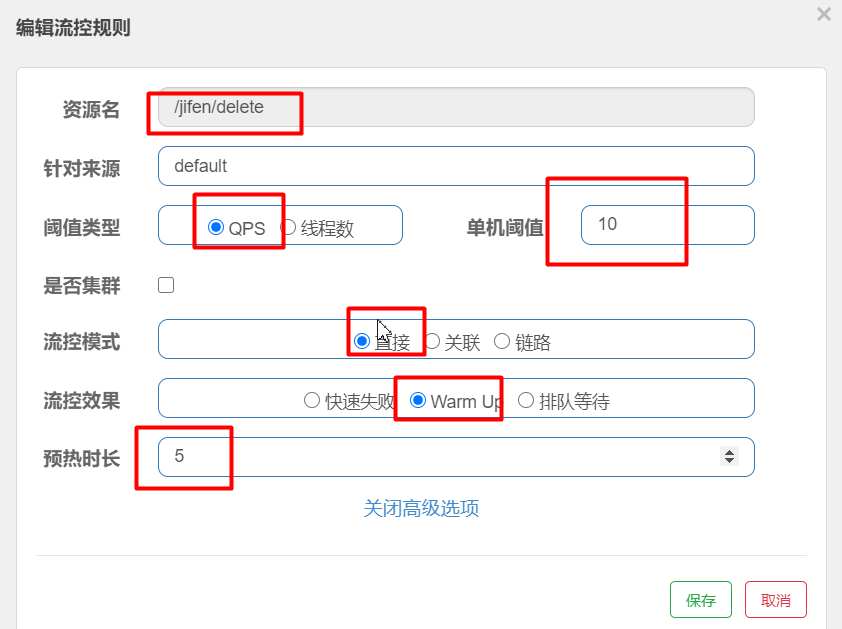 编辑流控规则 ×
资源名 /jifen/delete
针对来源 default
阈值类型 QPS 线程数 单机阈值 10
是否集群
流控模式 直接 关联 链路
流控效果 快速失败 Warm Up 排队等待
预热时长 5
关闭高级选项
保存 取消